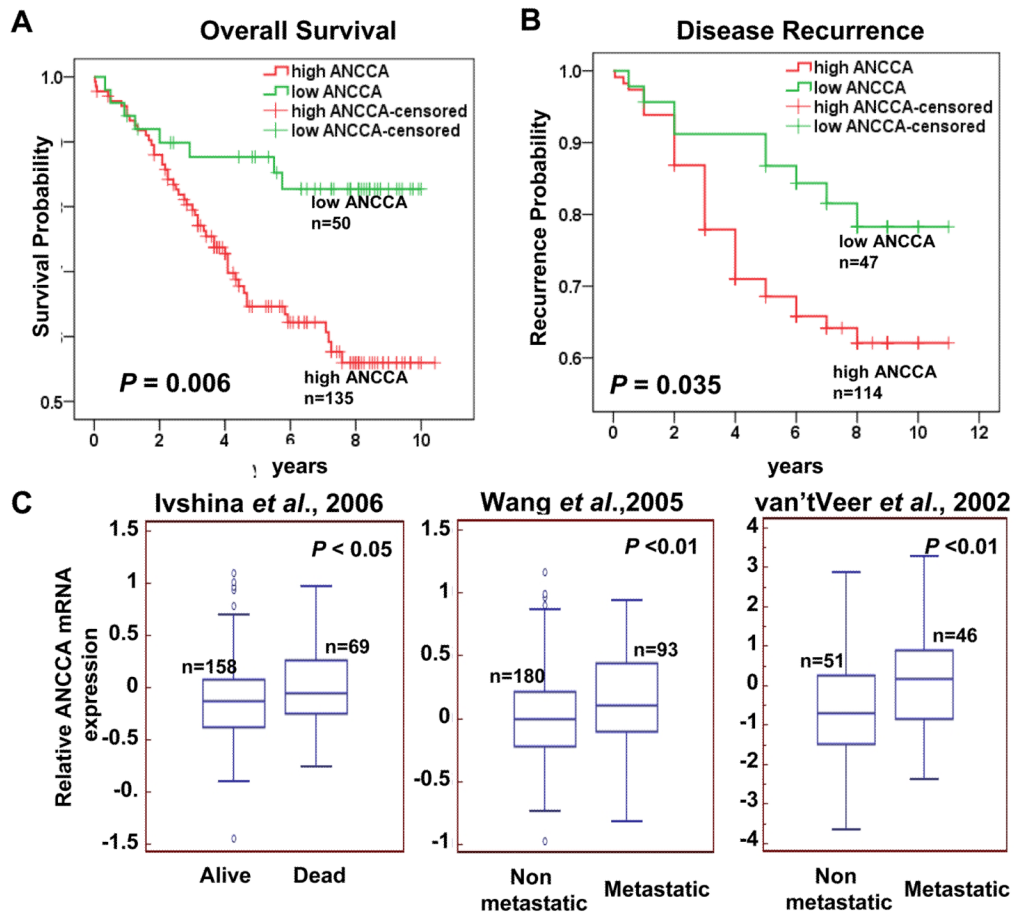 A
Overall Survival
high ANCCA
low ANCCA
high ANCCA-censored
low ANCCA-censored
Survival Probability
1.0
0.5
low ANCCA
n=50
high ANCCA
n=135
P = 0.006
0 2 4 6 8 10
years
B
Disease Recurrence
high ANCCA
low ANCCA
high ANCCA-censored
low ANCCA-censored
Recurrence Probability
1.0
0.9
0.8
0.7
0.6
low ANCCA
n=47
high ANCCA
n=114
P = 0.035
0 2 4 6 8 10 12
years
C
Relative ANCCA mRNA
expression
Ivshina et al., 2006
P < 0.05
1.5
1
0.5
0
-0.5
-0.
-1.5
n=158
n=69
Alive Dead
Wang et al.,2005
P <0.01
1.5
1
0.5
0
-0.5
-1
n=180
n=93
Non
metastatic
Metastatic
van'tVeer et al., 2002
P <0.01
4
3
2
1
0
-1
-2
-3
-4
n=51
n=46
Non
metastatic
Metastatic